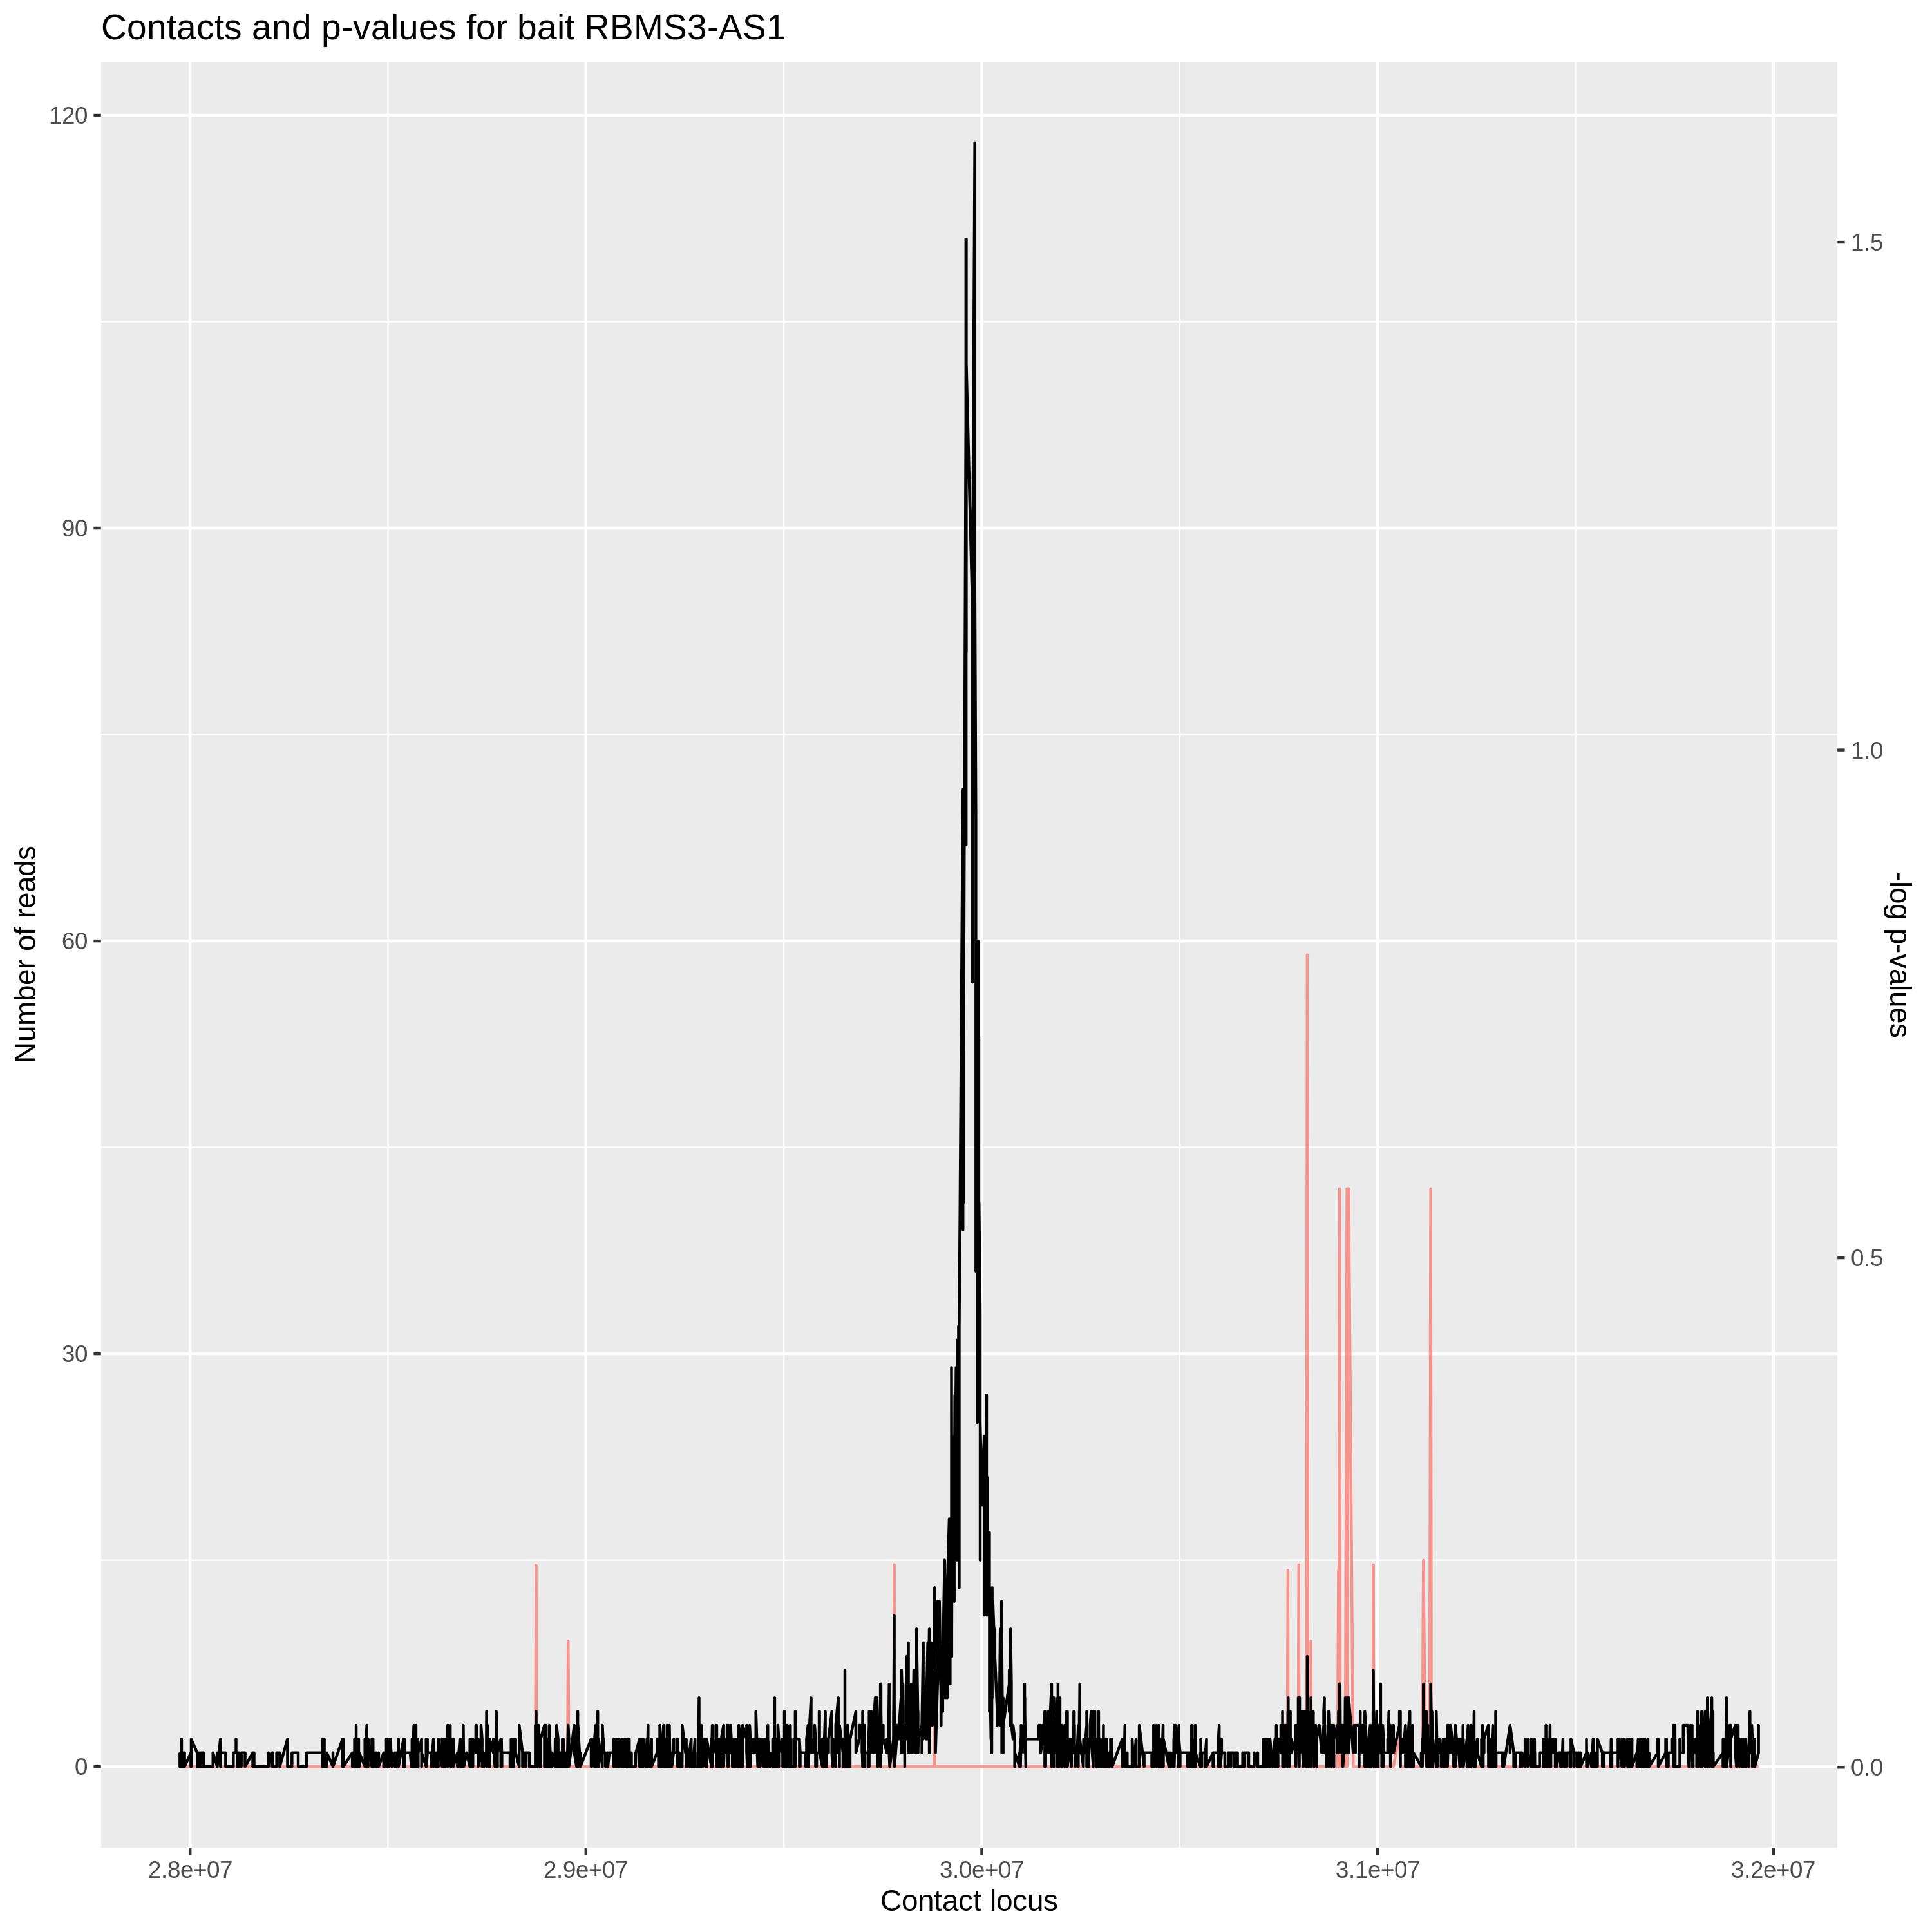 Contacts and p-values for bait RBMS3-AS1
120
90
60
30
0
Number of reads
1.5
1.0
0.5
0.0
-log p-values
2.8e+07
2.9e+07
3.0e+07
3.1e+07
3.2e+07
Contact locus